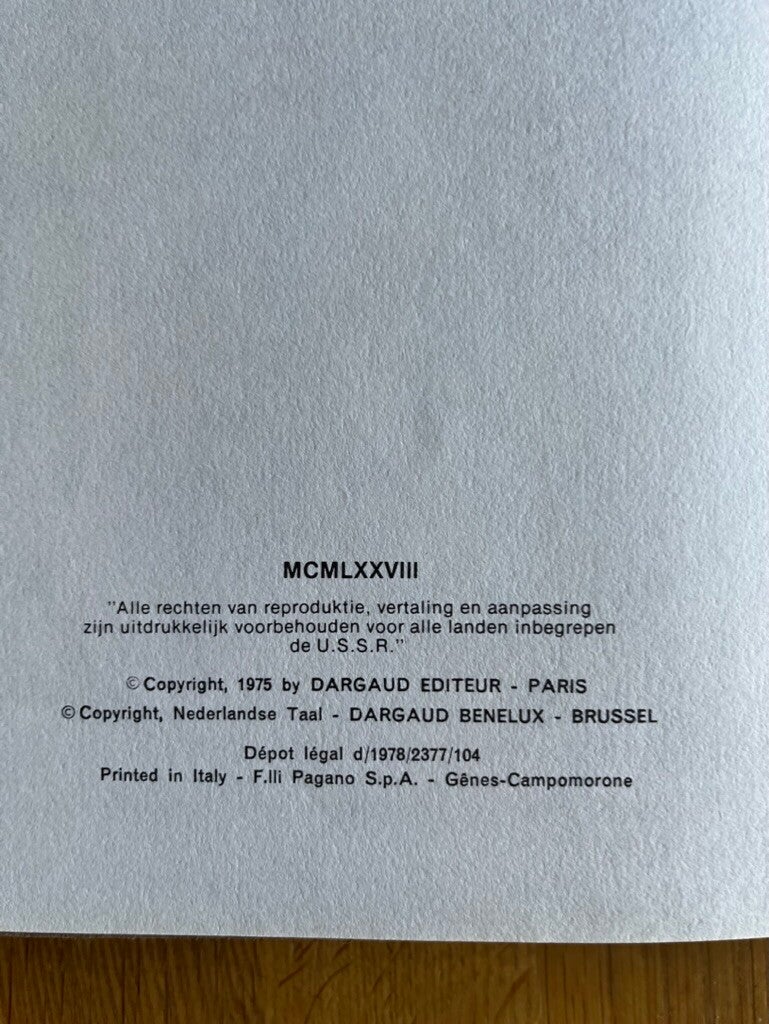 MCMLXXVIII
"Alle rechten van reproduktie, vertaling en aanpassing
zijn uitdrukkelijk voorbehouden voor alle landen inbegrepen
de U.S.S.R."
© Copyright, 1975 by DARGAUD EDITEUR - PARIS
© Copyright, Nederlandse Taal - DARGAUD BENELUX - BRUSSEL
Dépot légal d/1978/2377/104
Printed in Italy - F.lli Pagano S.p.A. - Gênes-Campomorone